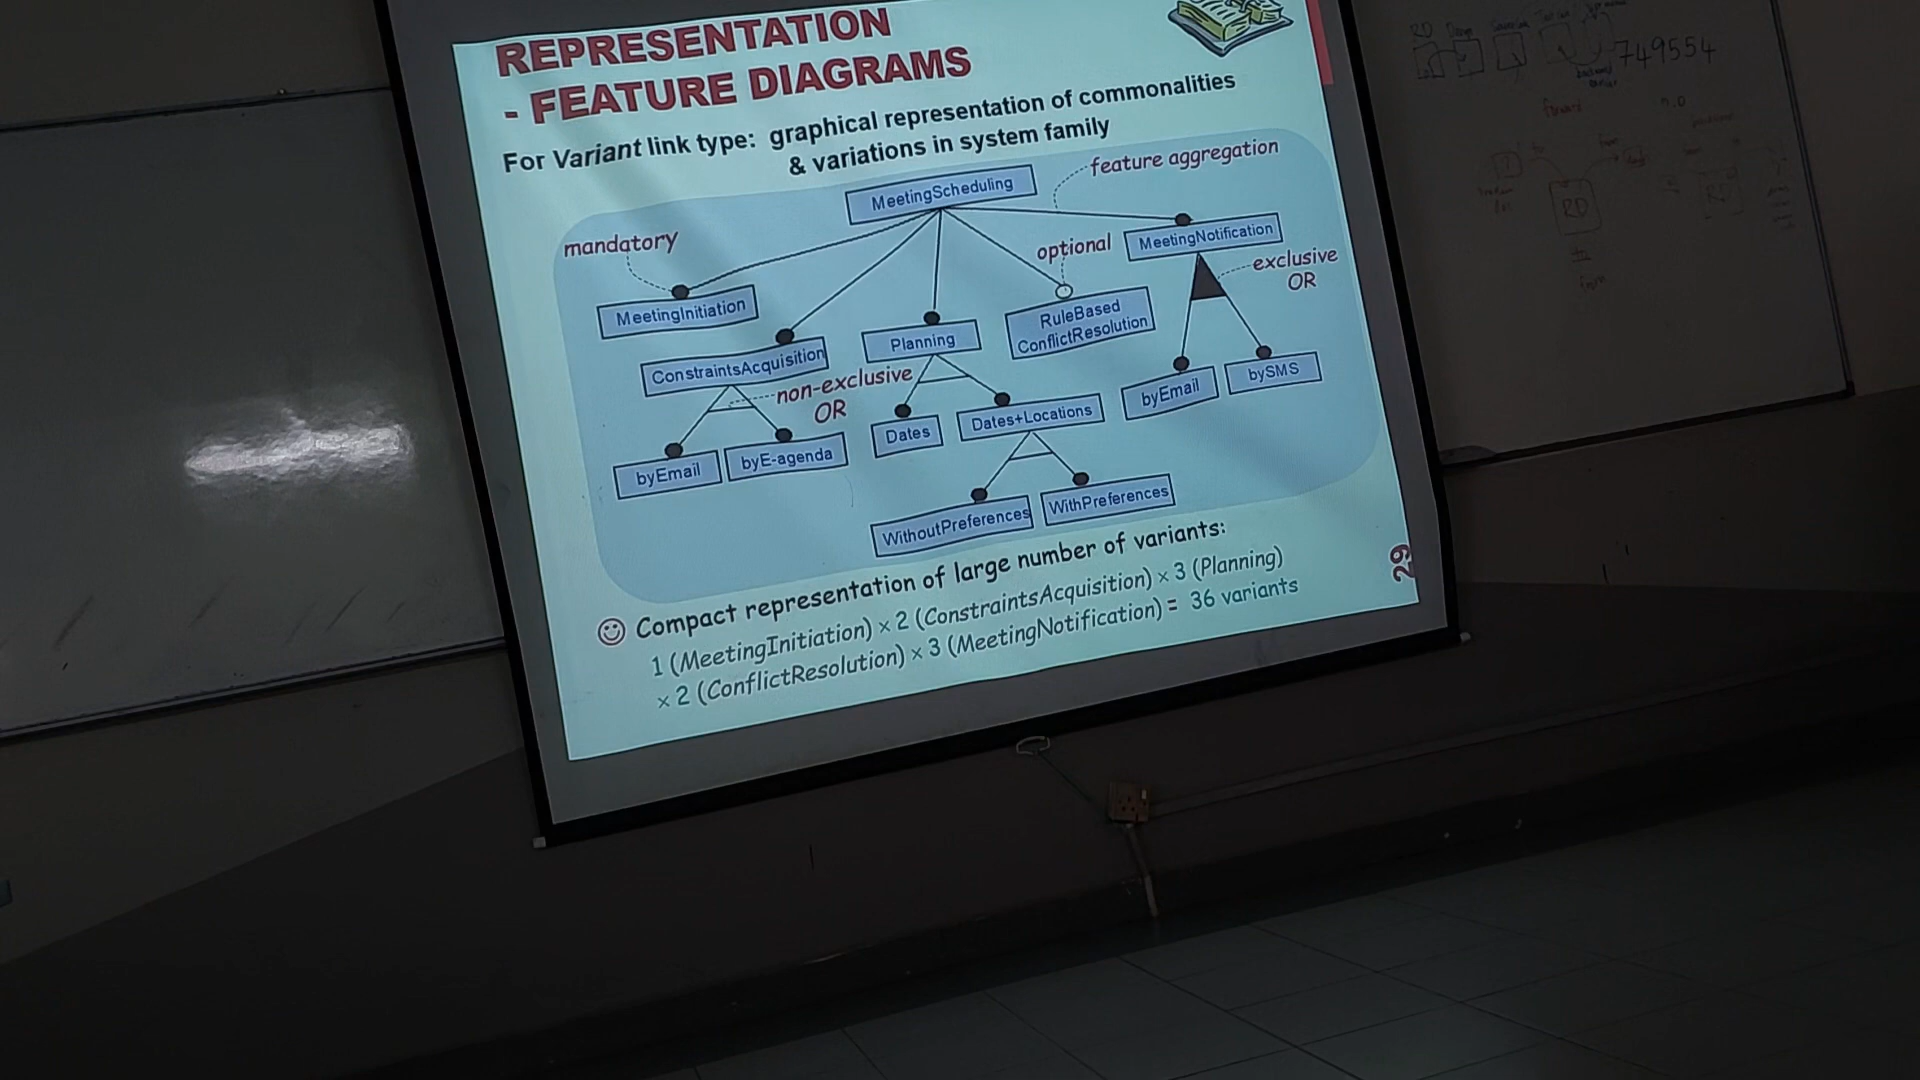 REPRESENTATION
- FEATURE DIAGRAMS
For Variant link type: graphical representation of commonalities
& variations in system family
MeetingScheduling
feature aggregation
mandatory
optional
MeetingNotification
exclusive
OR
MeetingInitiation
RuleBased
ConflictResolution
ConstraintsAcquisition
Planning
non-exclusive
OR
byEmail
bySMS
Dates
Dates+Locations
byEmail
byE-agenda
WithoutPreferences
WithPreferences
Compact representation of large number of variants:
1 (MeetingInitiation) × 2 (ConstraintsAcquisition) × 3 (Planning)
× 2 (ConflictResolution) × 3 (MeetingNotification) = 36 variants
29
RD
749554
forward
RD